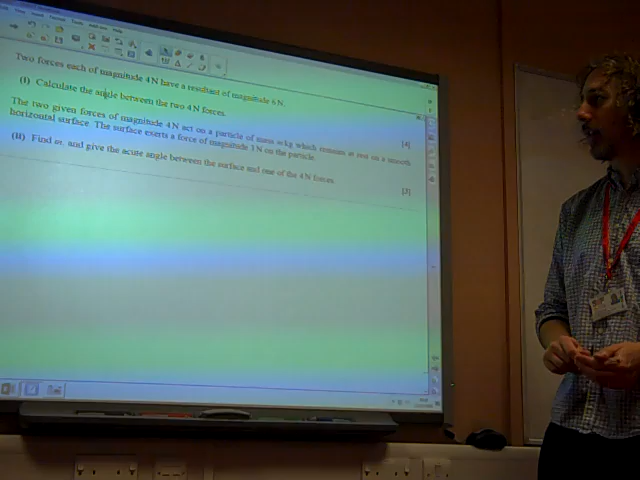 Two forces each of magnitude 4 N have a resultant of magnitude 6 N.
(i) Calculate the angle between the two 4 N forces. [4]
The two given forces of magnitude 4 N act on a particle of mass m kg which remains at rest on a smooth
horizontal surface. The surface exerts a force of magnitude 3 N on the particle.
(ii) Find m, and give the acute angle between the surface and one of the 4 N forces. [3]